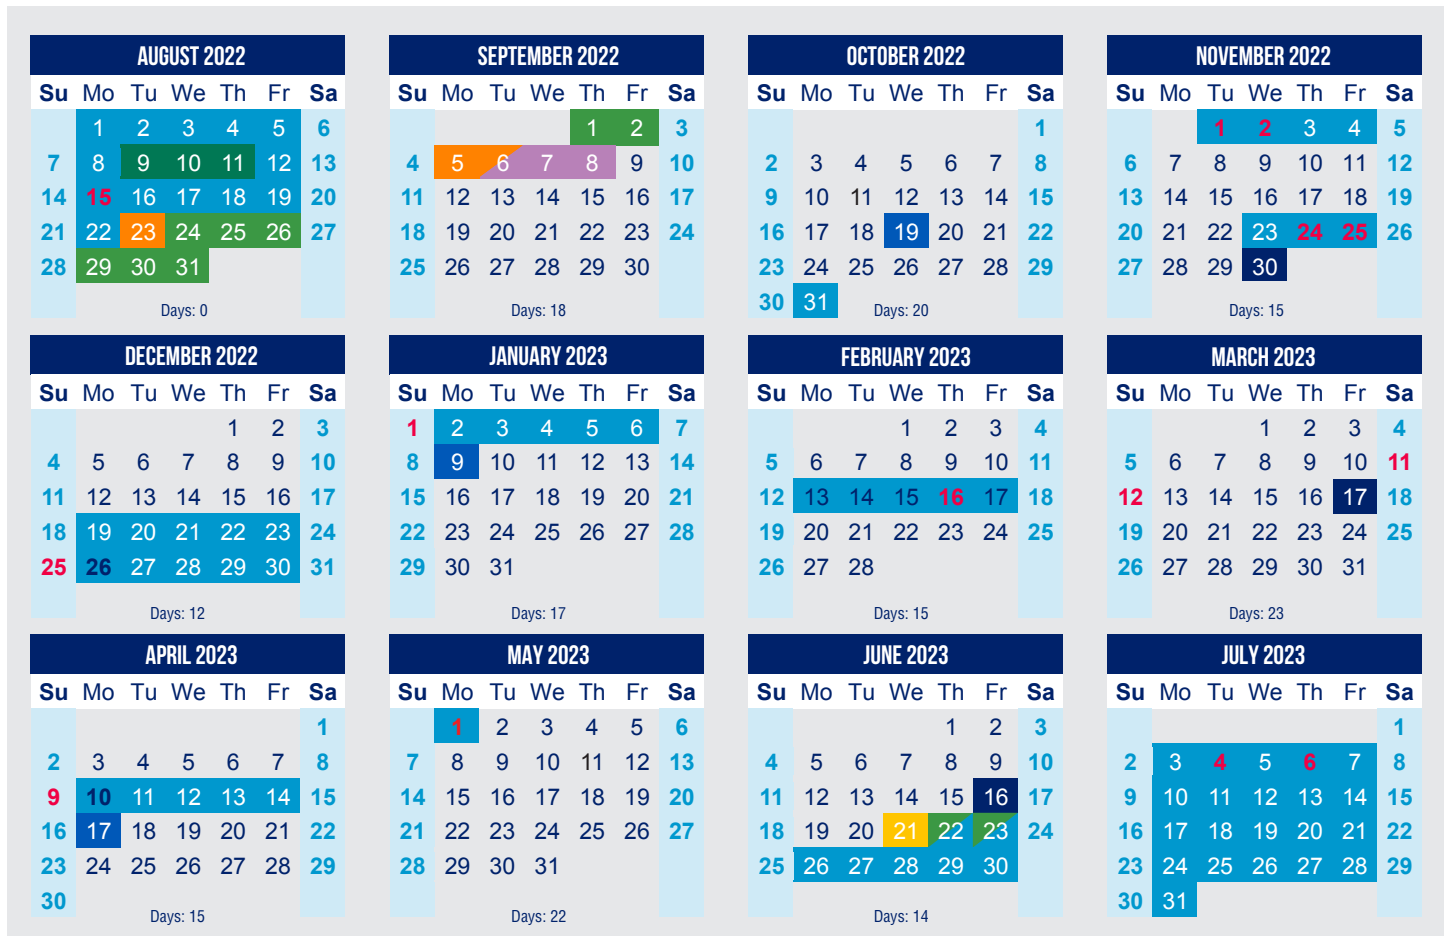 AUGUST 2022
Su Mo Tu We Th Fr Sa
1 2 3 4 5 6
7 8 9 10 11 12 13
14 15 16 17 18 19 20
21 22 23 24 25 26 27
28 29 30 31
Days: 0
SEPTEMBER 2022
Su Mo Tu We Th Fr Sa
1 2 3
4 5 6 7 8 9 10
11 12 13 14 15 16 17
18 19 20 21 22 23 24
25 26 27 28 29 30
Days: 18
OCTOBER 2022
Su Mo Tu We Th Fr Sa
1
2 3 4 5 6 7 8
9 10 11 12 13 14 15
16 17 18 19 20 21 22
23 24 25 26 27 28 29
30 31
Days: 20
NOVEMBER 2022
Su Mo Tu We Th Fr Sa
1 2 3 4 5
6 7 8 9 10 11 12
13 14 15 16 17 18 19
20 21 22 23 24 25 26
27 28 29 30
Days: 15
DECEMBER 2022
Su Mo Tu We Th Fr Sa
1 2 3
4 5 6 7 8 9 10
11 12 13 14 15 16 17
18 19 20 21 22 23 24
25 26 27 28 29 30 31
Days: 12
JANUARY 2023
Su Mo Tu We Th Fr Sa
1 2 3 4 5 6 7
8 9 10 11 12 13 14
15 16 17 18 19 20 21
22 23 24 25 26 27 28
29 30 31
Days: 17
FEBRUARY 2023
Su Mo Tu We Th Fr Sa
1 2 3 4
5 6 7 8 9 10 11
12 13 14 15 16 17 18
19 20 21 22 23 24 25
26 27 28
Days: 15
MARCH 2023
Su Mo Tu We Th Fr Sa
1 2 3 4
5 6 7 8 9 10 11
12 13 14 15 16 17 18
19 20 21 22 23 24 25
26 27 28 29 30 31
Days: 23
APRIL 2023
Su Mo Tu We Th Fr Sa
1
2 3 4 5 6 7 8
9 10 11 12 13 14 15
16 17 18 19 20 21 22
23 24 25 26 27 28 29
30
Days: 15
MAY 2023
Su Mo Tu We Th Fr Sa
1 2 3 4 5 6
7 8 9 10 11 12 13
14 15 16 17 18 19 20
21 22 23 24 25 26 27
28 29 30 31
Days: 22
JUNE 2023
Su Mo Tu We Th Fr Sa
1 2 3
4 5 6 7 8 9 10
11 12 13 14 15 16 17
18 19 20 21 22 23 24
25 26 27 28 29 30
Days: 14
JULY 2023
Su Mo Tu We Th Fr Sa
1
2 3 4 5 6 7 8
9 10 11 12 13 14 15
16 17 18 19 20 21 22
23 24 25 26 27 28 29
30 31